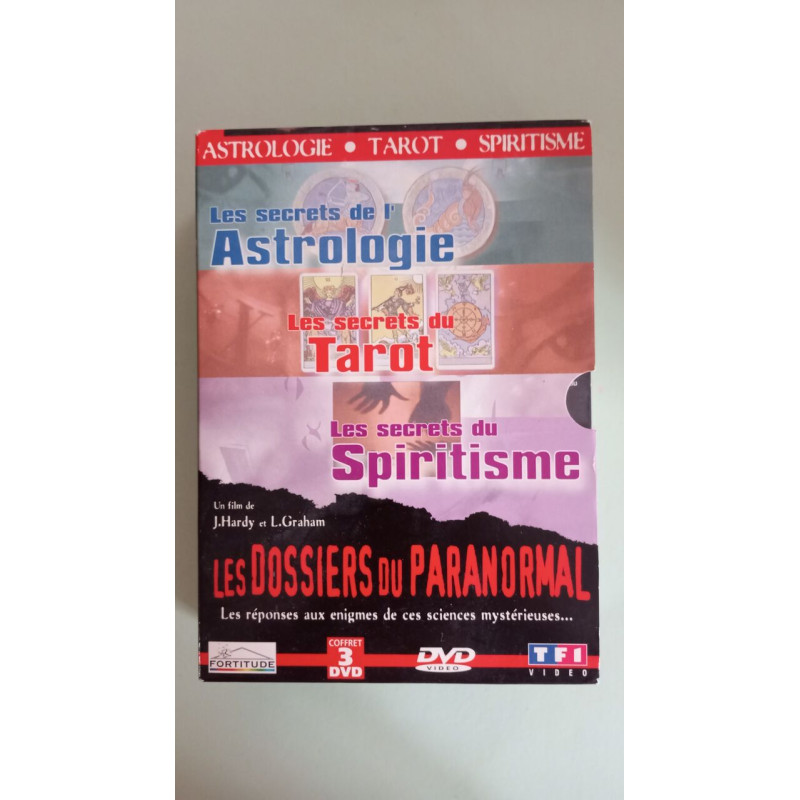 ASTROLOGIE • TAROT • SPIRITISME
Les secrets de l'
Astrologie
Les secrets du
Tarot
Les secrets du
Spiritisme
Un film de
J.Hardy et L.Graham
LES DOSSIERS DU PARANORMAL
Les réponses aux enigmes de ces sciences mystérieuses...
FORTITUDE
COFFRET
3
DVD
DVD
VIDEO
TF1
VIDEO